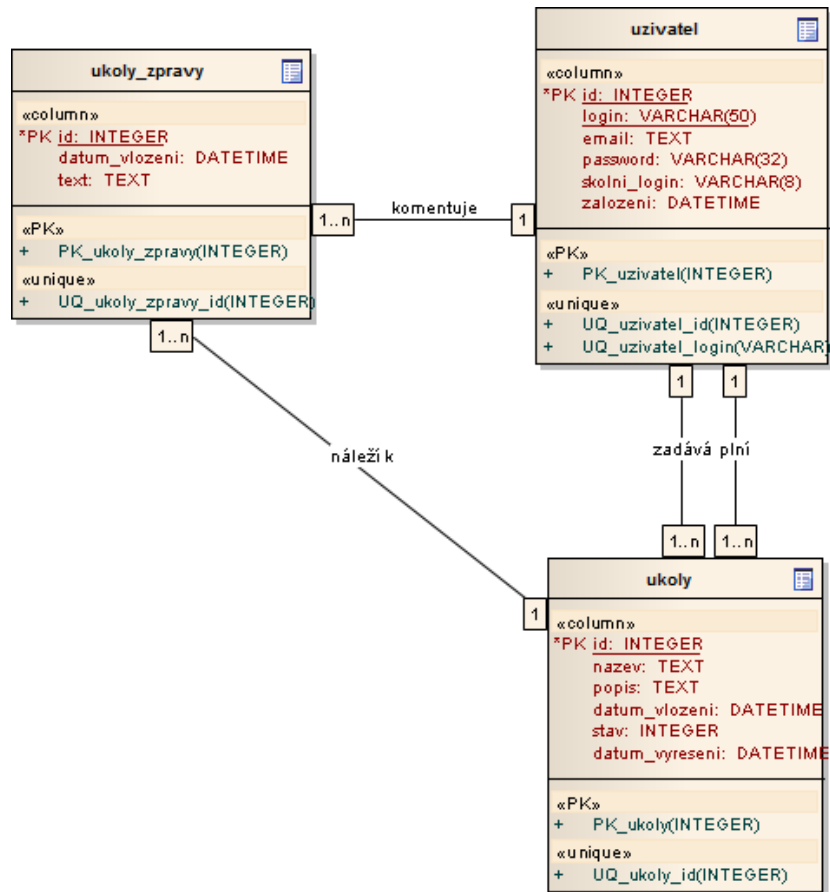 ukoly_zpravy
«column»
*PK id: INTEGER
datum_vlozeni: DATETIME
text: TEXT
«PK»
+ PK_ukoly_zpravy(INTEGER)
«unique»
+ UQ_ukoly_zpravy_id(INTEGER)
uzivatel
«column»
*PK id: INTEGER
login: VARCHAR(50)
email: TEXT
password: VARCHAR(32)
skolni_login: VARCHAR(8)
zalozeni: DATETIME
«PK»
+ PK_uzivatel(INTEGER)
«unique»
+ UQ_uzivatel_id(INTEGER)
+ UQ_uzivatel_login(VARCHAR)
1..n
komentuje
1
1..n
náleží k
1
1
1
zadává
plní
1..n
1..n
ukoly
«column»
*PK id: INTEGER
nazev: TEXT
popis: TEXT
datum_vlozeni: DATETIME
stav: INTEGER
datum_vyreseni: DATETIME
«PK»
+ PK_ukoly(INTEGER)
«unique»
+ UQ_ukoly_id(INTEGER)